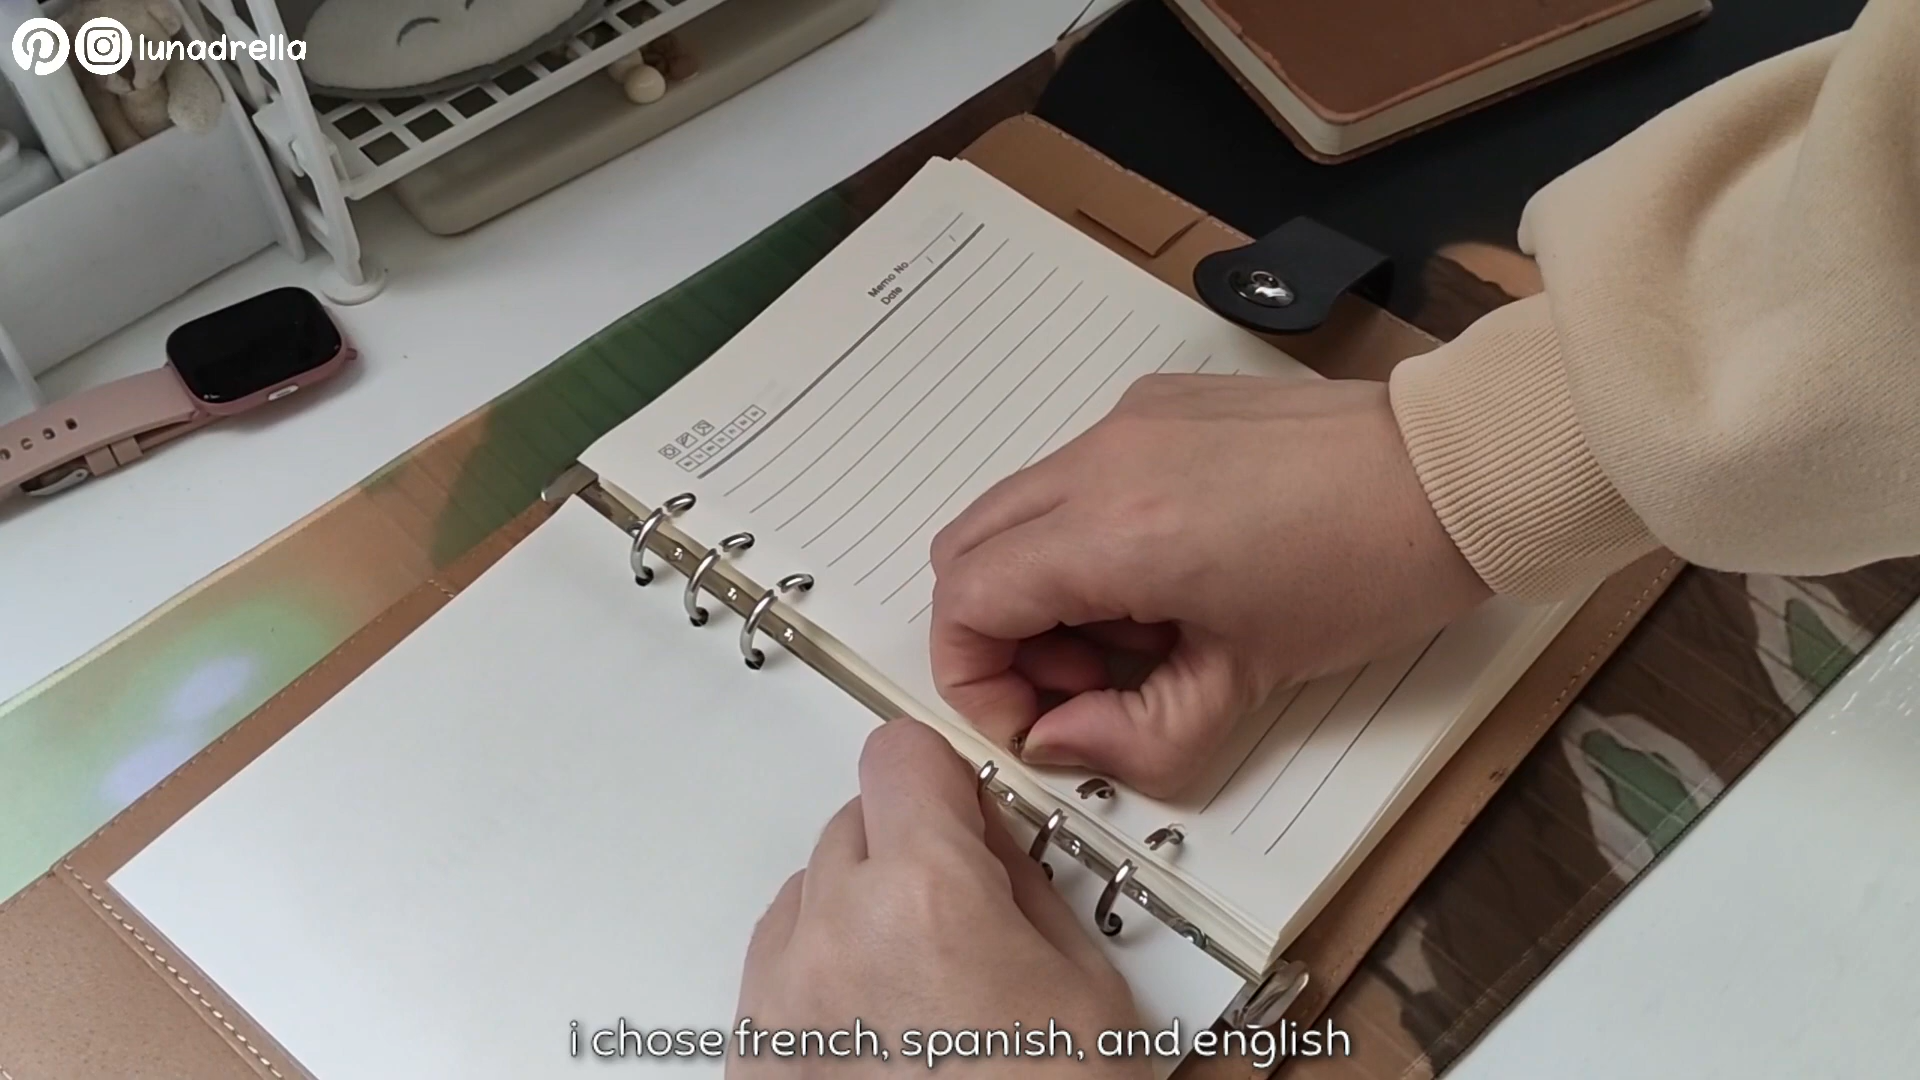 lunadrella
Memo No.
Date / /
i chose french, spanish, and english